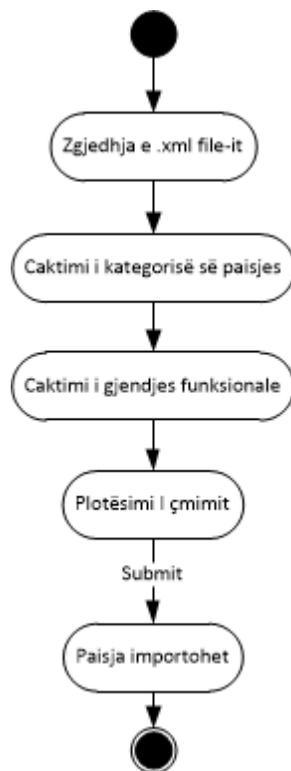 Zgjedhja e .xml file-it
Caktimi i kategorisë së paisjes
Caktimi i gjendjes funksionale
Plotësimi I çmimit
Submit
Paisja importohet